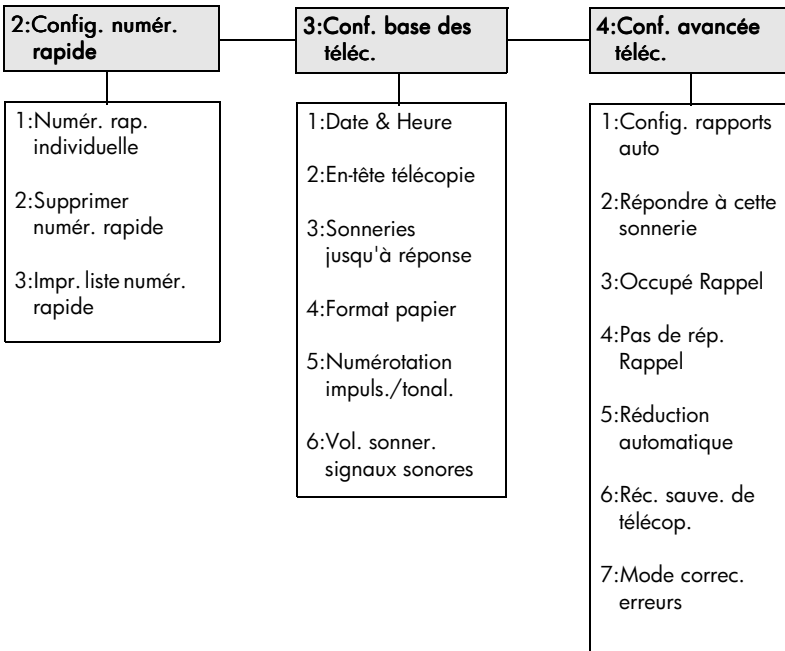 2:Config. numér.
rapide
1:Numér. rap.
individuelle
2:Supprimer
numér. rapide
3:Impr. liste numér.
rapide
3:Conf. base des
téléc.
1:Date & Heure
2:En-tête télécopie
3:Sonneries
jusqu'à réponse
4:Format papier
5:Numérotation
impuls./tonal.
6:Vol. sonner.
signaux sonores
4:Conf. avancée
téléc.
1:Config. rapports
auto
2:Répondre à cette
sonnerie
3:Occupé Rappel
4:Pas de rép.
Rappel
5:Réduction
automatique
6:Réc. sauve. de
télécop.
7:Mode correc.
erreurs